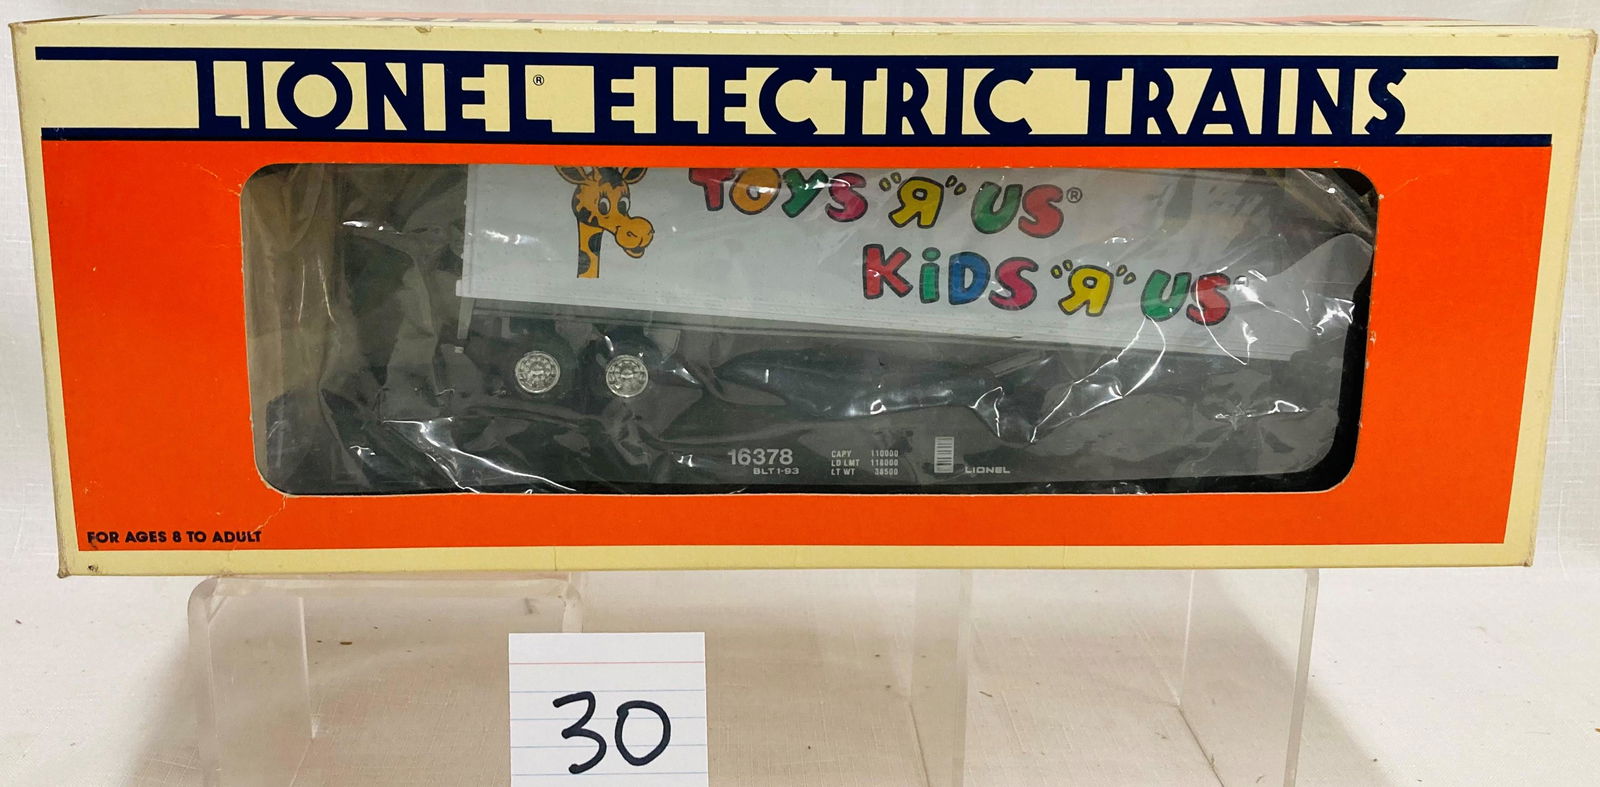 LIONEL® ELECTRIC TRAINS
TOYS "Я" US®
KiDS "Я" US
16378
BLT 1-93
CAPY 110000
LD LMT 118000
LT WT 38500
LIONEL
FOR AGES 8 TO ADULT
30